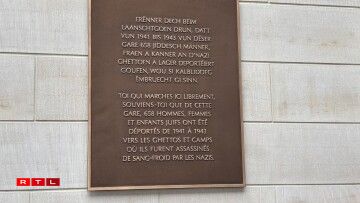 ERËNNER DECH BEIM
LAANSCHTGOEN DRUN, DATT
VUN 1941 BIS 1943 VUN DËSER
GARE 658 JIDDESCH MÄNNER,
FRAEN A KANNER AN D'NAZI
GHETTOEN A LAGER DEPORTÉIERT
GOUFEN, WOU SI KALBLIDDEG
ËMBRUECHT GI SINN.
TOI QUI MARCHES ICI LIBREMENT,
SOUVIENS-TOI QUE DE CETTE
GARE, 658 HOMMES, FEMMES
ET ENFANTS JUIFS ONT ÉTÉ
DÉPORTÉS DE 1941 À 1943
VERS LES GHETTOS ET CAMPS
OÙ ILS FURENT ASSASSINÉS
DE SANG-FROID PAR LES NAZIS.
RTL